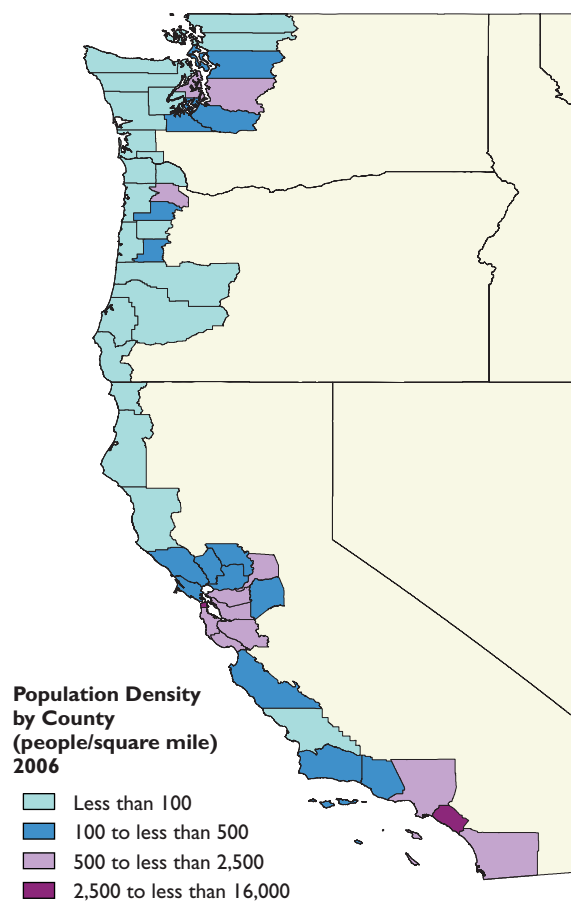 Population Density
by County
(people/square mile)
2006
Less than 100
100 to less than 500
500 to less than 2,500
2,500 to less than 16,000